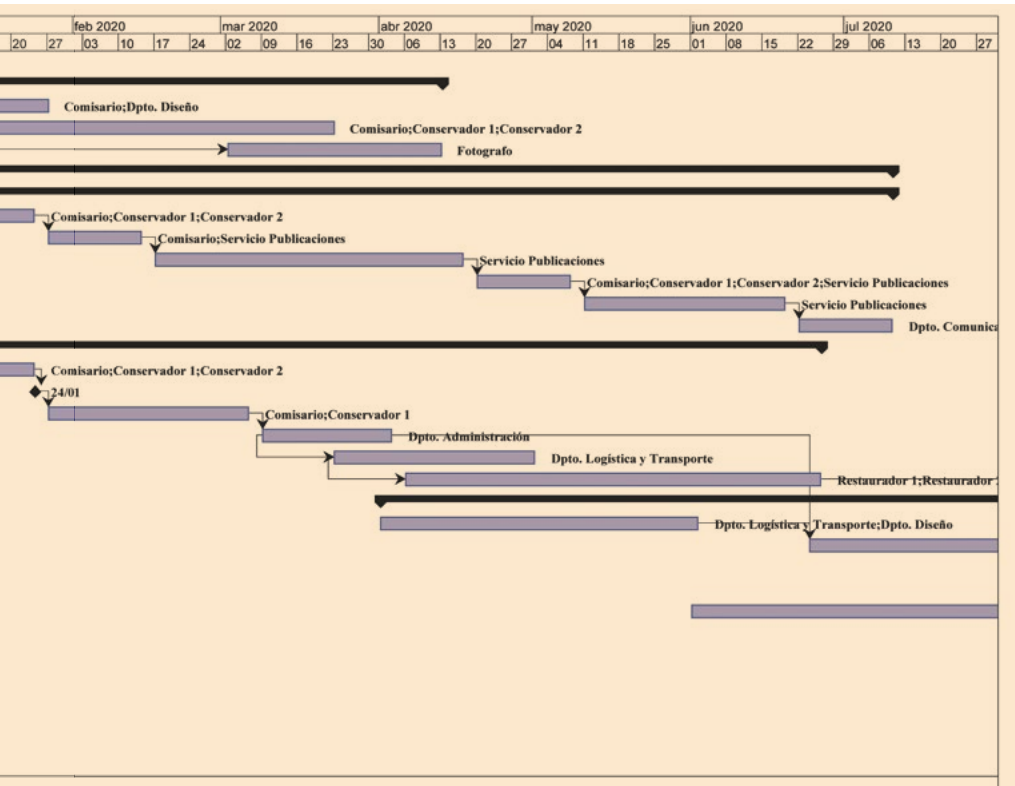 feb 2020 mar 2020 abr 2020 may 2020 jun 2020 jul 2020
20 27 03 10 17 24 02 09 16 23 30 06 13 20 27 04 11 18 25 01 08 15 22 29 06 13 20 27
Comisario;Dpto. Diseño
Comisario;Conservador 1;Conservador 2
Fotografo
Comisario;Conservador 1;Conservador 2
Comisario;Servicio Publicaciones
Servicio Publicaciones
Comisario;Conservador 1;Conservador 2;Servicio Publicaciones
Servicio Publicaciones
Dpto. Comunica
Comisario;Conservador 1;Conservador 2
24/01
Comisario;Conservador 1
Dpto. Administración
Dpto. Logística y Transporte
Restaurador 1;Restaurador
Dpto. Logística y Transporte;Dpto. Diseño